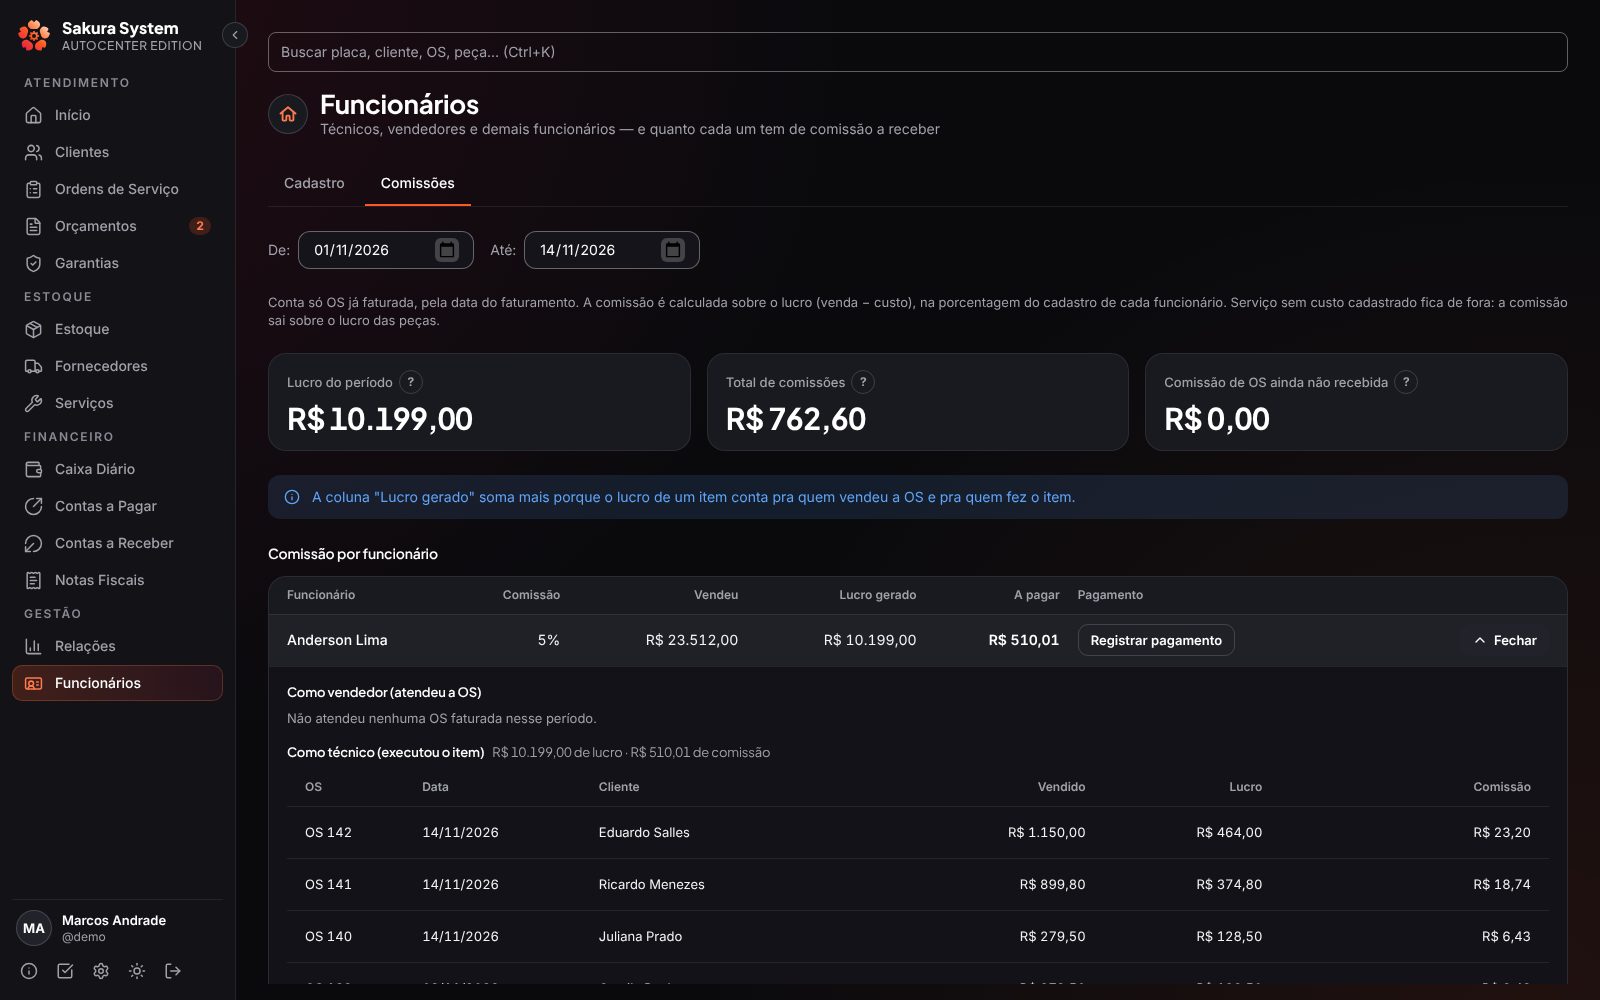 Sakura System
AUTOCENTER EDITION
ATENDIMENTO
Início
Clientes
Ordens de Serviço
Orçamentos 2
Garantias
ESTOQUE
Estoque
Fornecedores
Serviços
FINANCEIRO
Caixa Diário
Contas a Pagar
Contas a Receber
Notas Fiscais
GESTÃO
Relações
Funcionários
MA
Marcos Andrade
@demo
Buscar placa, cliente, OS, peça... (Ctrl+K)
Funcionários
Técnicos, vendedores e demais funcionários — e quanto cada um tem de comissão a receber
Cadastro Comissões
De: 01/11/2026 Até: 14/11/2026
Conta só OS já faturada, pela data do faturamento. A comissão é calculada sobre o lucro (venda − custo), na porcentagem do cadastro de cada funcionário. Serviço sem custo cadastrado fica de fora: a comissão
sai sobre o lucro das peças.
Lucro do período ?
R$ 10.199,00
Total de comissões ?
R$ 762,60
Comissão de OS ainda não recebida ?
R$ 0,00
A coluna "Lucro gerado" soma mais porque o lucro de um item conta pra quem vendeu a OS e pra quem fez o item.
Comissão por funcionário
Funcionário Comissão Vendeu Lucro gerado A pagar Pagamento
Anderson Lima 5% R$ 23.512,00 R$ 10.199,00 R$ 510,01 Registrar pagamento Fechar
Como vendedor (atendeu a OS)
Não atendeu nenhuma OS faturada nesse período.
Como técnico (executou o item) R$ 10.199,00 de lucro · R$ 510,01 de comissão
OS Data Cliente Vendido Lucro Comissão
OS 142 14/11/2026 Eduardo Salles R$ 1.150,00 R$ 464,00 R$ 23,20
OS 141 14/11/2026 Ricardo Menezes R$ 899,80 R$ 374,80 R$ 18,74
OS 140 14/11/2026 Juliana Prado R$ 279,50 R$ 128,50 R$ 6,43